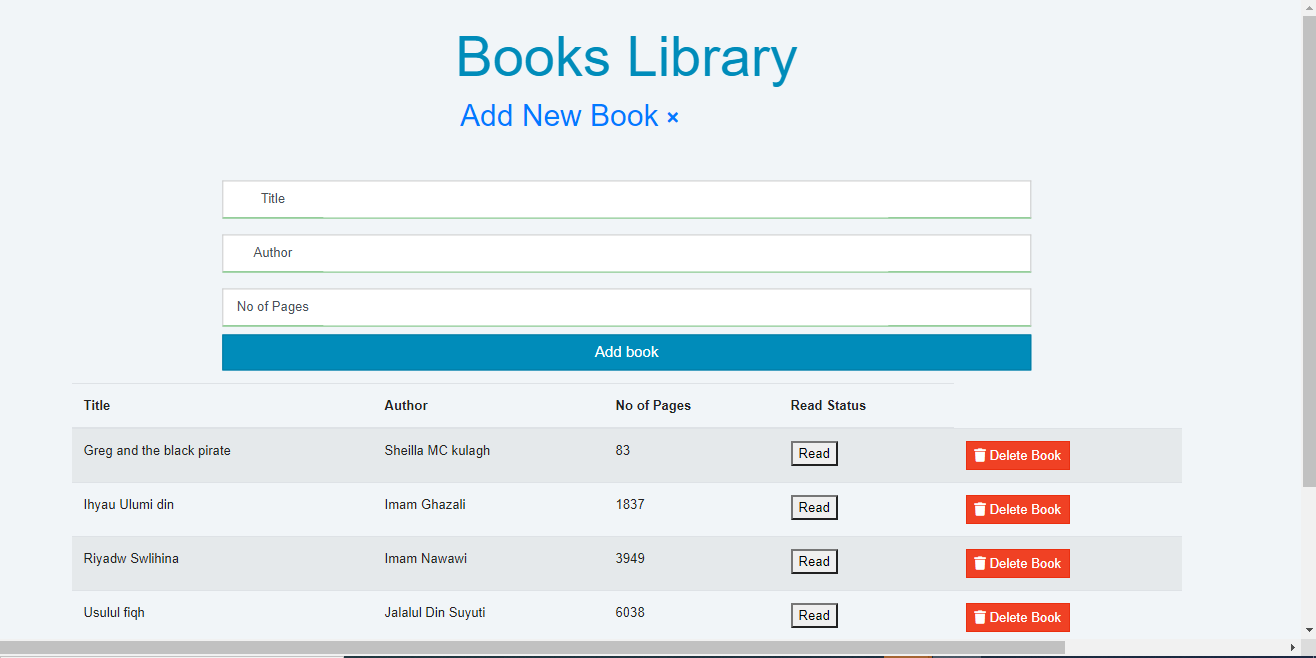 Books Library
Add New Book ×
Title
Author
No of Pages
Add book
Title Author No of Pages Read Status
Greg and the black pirate Sheilla MC kulagh 83 Read Delete Book
Ihyau Ulumi din Imam Ghazali 1837 Read Delete Book
Riyadw Swlihina Imam Nawawi 3949 Read Delete Book
Usulul fiqh Jalalul Din Suyuti 6038 Read Delete Book